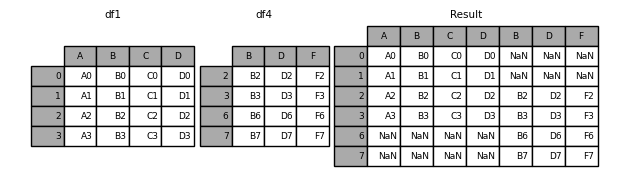 df1 df4 Result
A B C D A B C D B D F
B D F
0 A0 B0 C0 D0 NaN NaN NaN
0 A0 B0 C0 D0 2 B2 D2 F2 1 A1 B1 C1 D1 NaN NaN NaN
1 A1 B1 C1 D1 3 B3 D3 F3 2 A2 B2 C2 D2 B2 D2 F2
2 A2 B2 C2 D2 6 B6 D6 F6 3 A3 B3 C3 D3 B3 D3 F3
3 A3 B3 C3 D3 7 B7 D7 F7 6 NaN NaN NaN NaN B6 D6 F6
7 NaN NaN NaN NaN B7 D7 F7